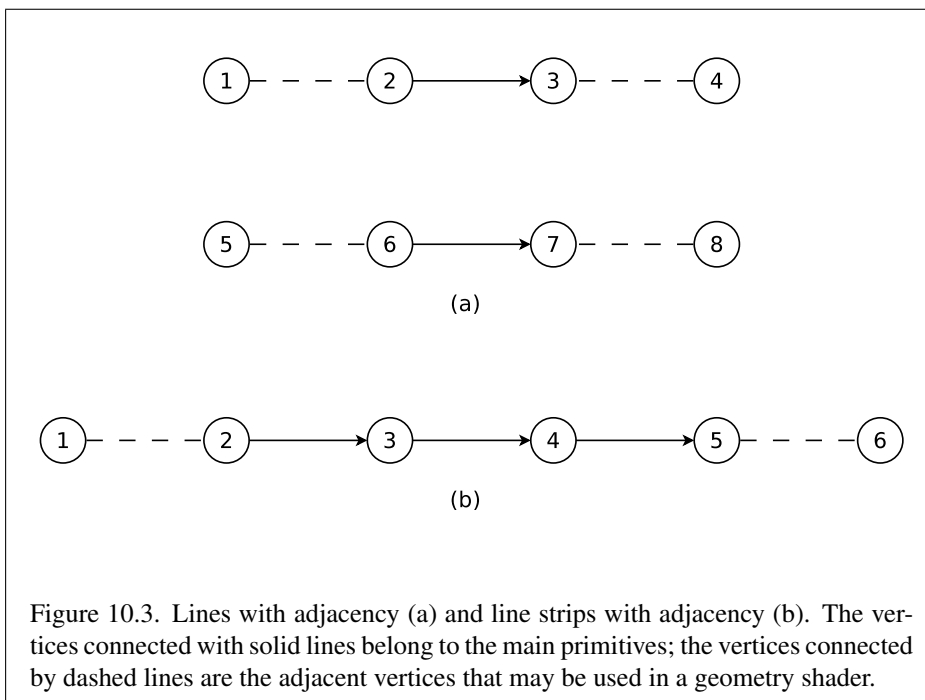 1 2 3 4
5 6 7 8
(a)
1 2 3 4 5 6
(b)
Figure 10.3. Lines with adjacency (a) and line strips with adjacency (b). The ver-
tices connected with solid lines belong to the main primitives; the vertices connected
by dashed lines are the adjacent vertices that may be used in a geometry shader.